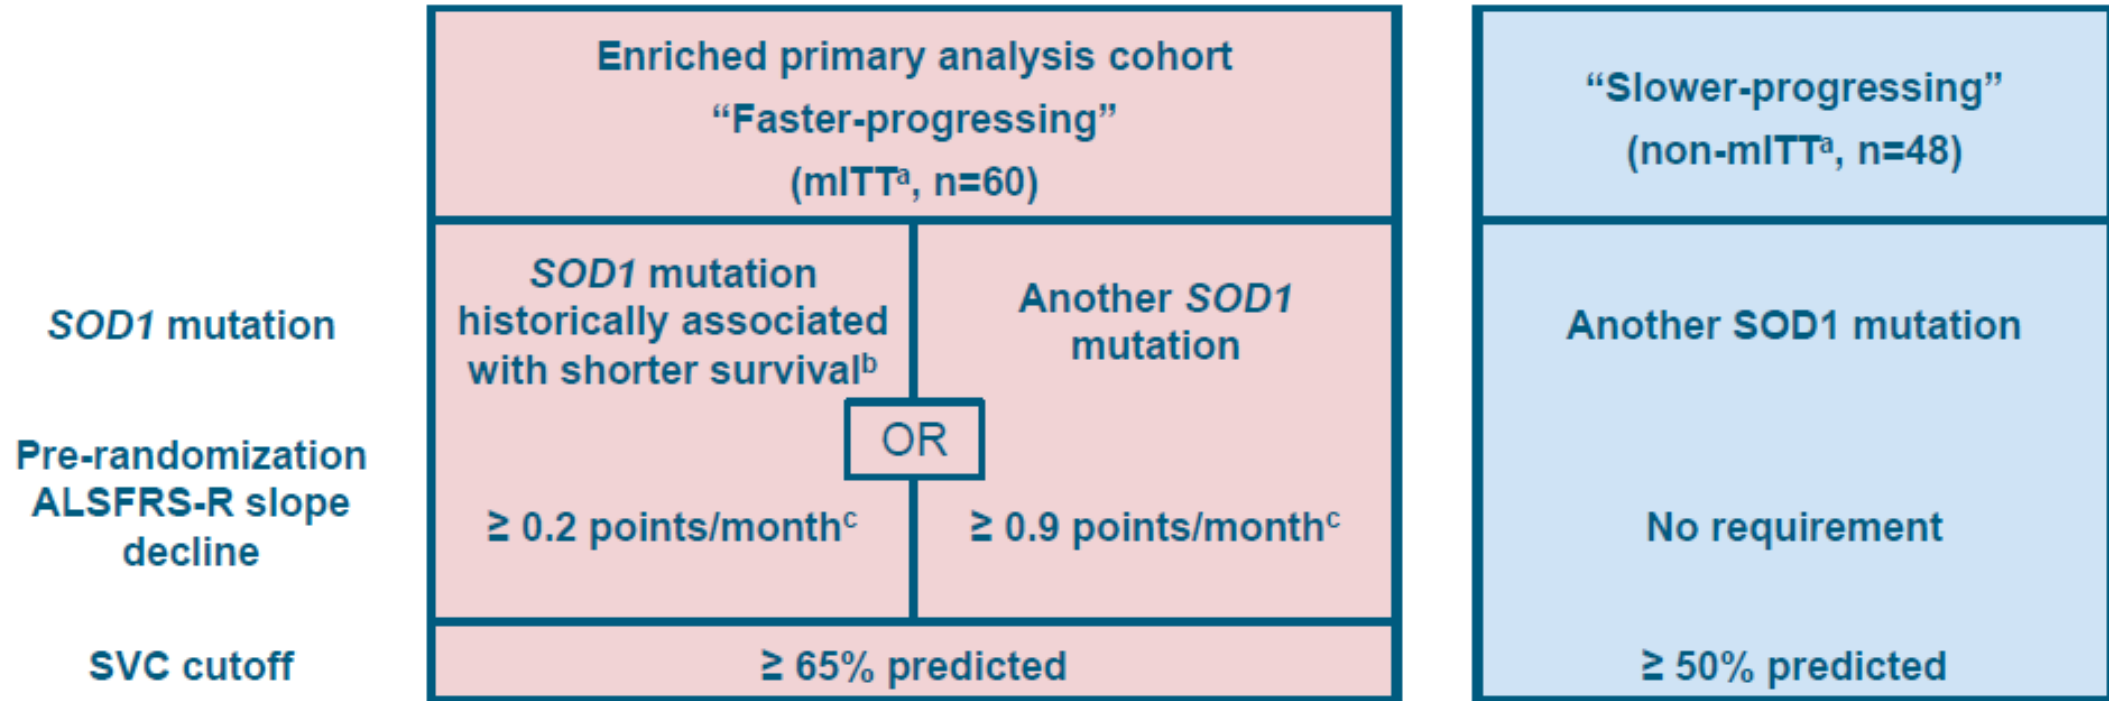 Enriched primary analysis cohort
“Faster-progressing”
(mITTᵃ, n=60)
“Slower-progressing”
(non-mITTᵃ, n=48)
SOD1 mutation
SOD1 mutation
historically associated
with shorter survivalᵇ
Another SOD1
mutation
Another SOD1 mutation
OR
Pre-randomization
ALSFRS-R slope
decline
≥ 0.2 points/monthᶜ
≥ 0.9 points/monthᶜ
No requirement
SVC cutoff
≥ 65% predicted
≥ 50% predicted